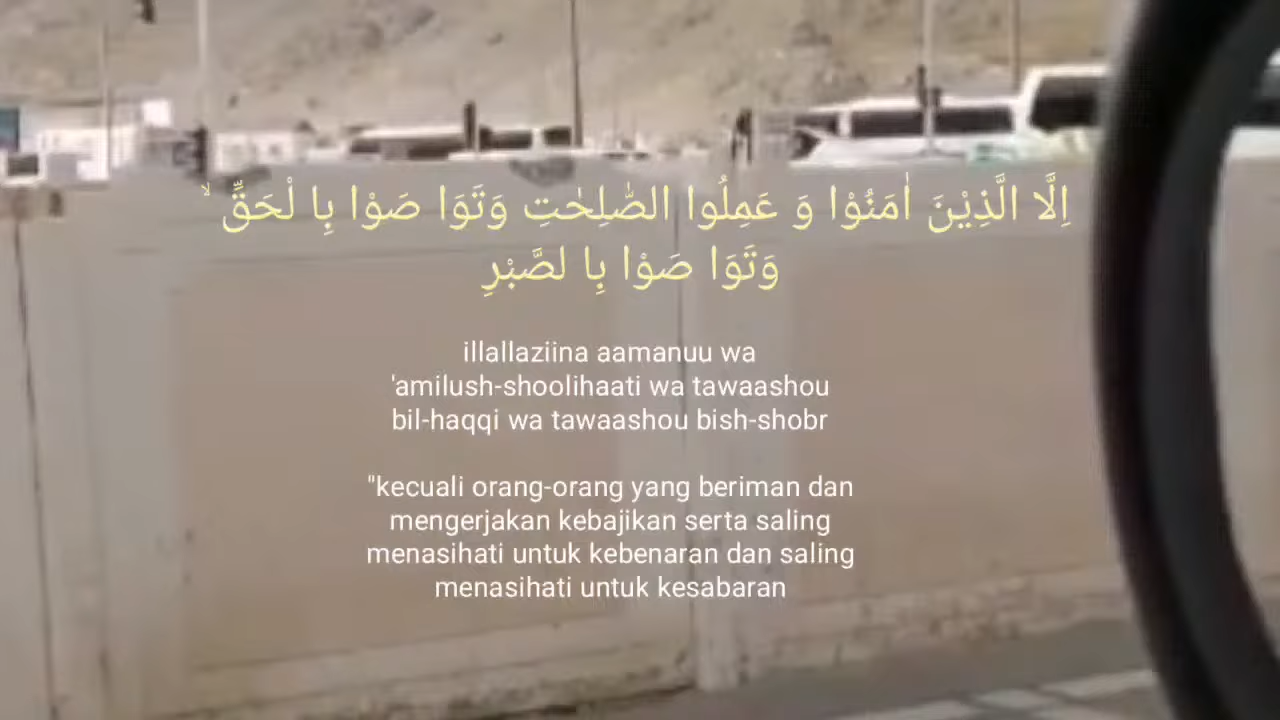 اِلَّا الَّذِيْنَ اٰمَنُوْا وَ عَمِلُوا الصّٰلِحٰتِ وَتَوَا صَوْا بِا لْحَقِّ ۙ
وَتَوَا صَوْا بِا لصَّبْرِ
illallaziina aamanuu wa
'amilush-shoolihaati wa tawaashou
bil-haqqi wa tawaashou bish-shobr
"kecuali orang-orang yang beriman dan
mengerjakan kebajikan serta saling
menasihati untuk kebenaran dan saling
menasihati untuk kesabaran